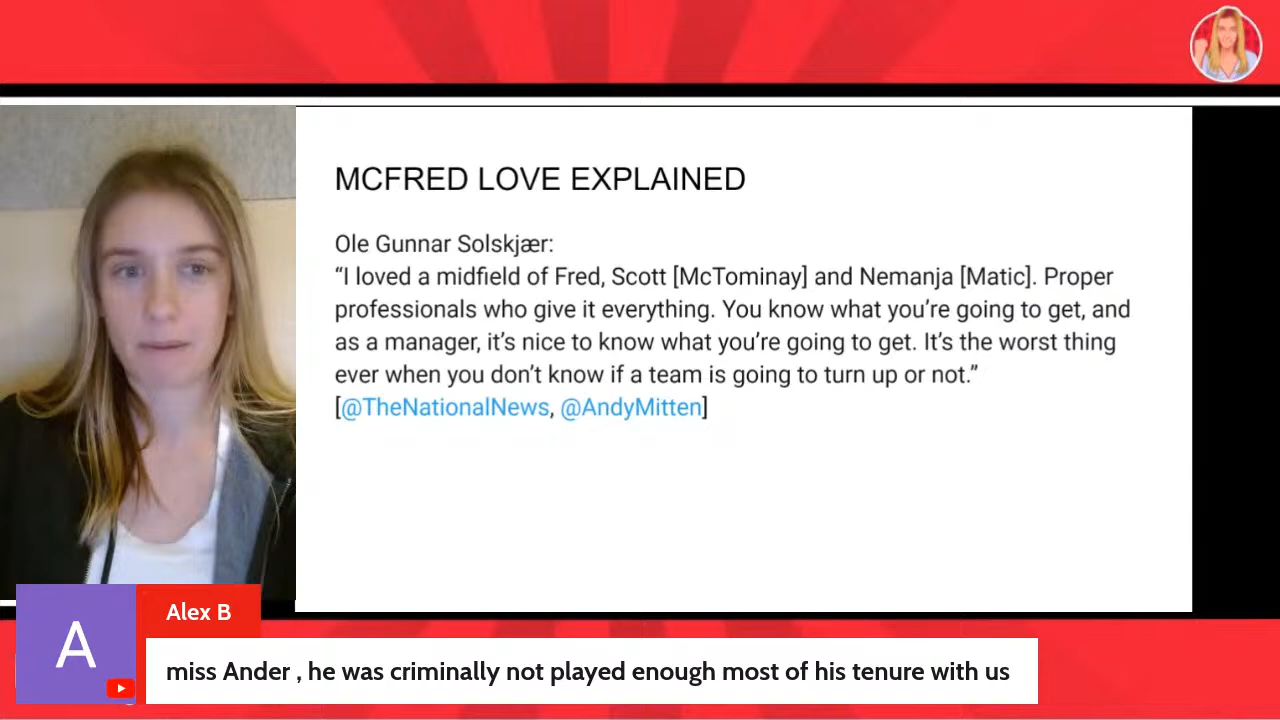 MCFRED LOVE EXPLAINED
Ole Gunnar Solskjær:
“I loved a midfield of Fred, Scott [McTominay] and Nemanja [Matic]. Proper
professionals who give it everything. You know what you’re going to get, and
as a manager, it’s nice to know what you’re going to get. It’s the worst thing
ever when you don’t know if a team is going to turn up or not.”
[@TheNationalNews, @AndyMitten]
A
Alex B
miss Ander , he was criminally not played enough most of his tenure with us